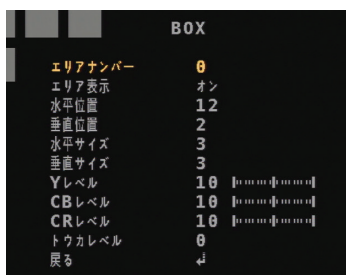 BOX
エリアナンバー 0
エリア表示 オン
水平位置 12
垂直位置 2
水平サイズ 3
垂直サイズ 3
Yレベル 10
CBレベル 10
CRレベル 10
トウカレベル 0
戻る ↲